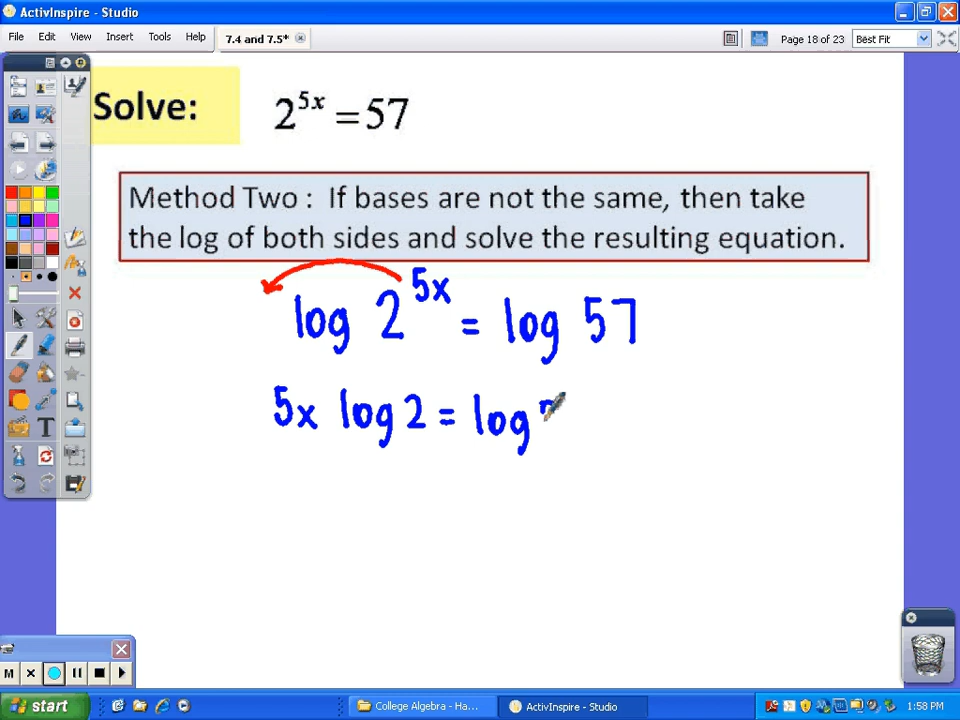 ActivInspire - Studio
File Edit View Insert Tools Help 7.4 and 7.5* Page 18 of 23 Best Fit
Solve: 2^5x = 57
Method Two : If bases are not the same, then take
the log of both sides and solve the resulting equation.
log 2^5x = log 57
5x log 2 = log
T
M
start College Algebra - Ha... ActivInspire - Studio 1:58 PM